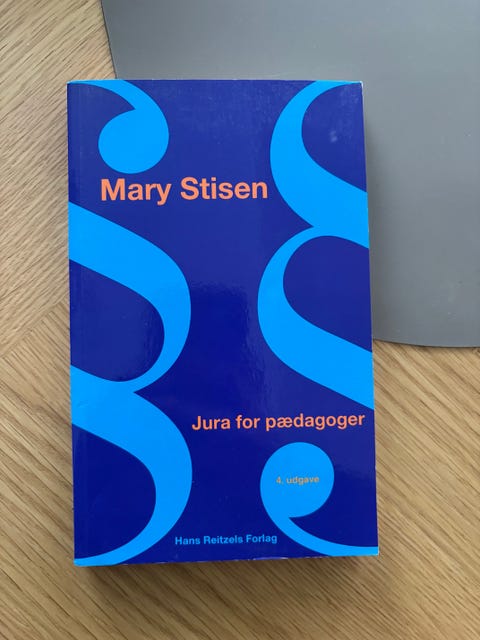 Mary Stisen
Jura for pædagoger
4. udgave
Hans Reitzels Forlag